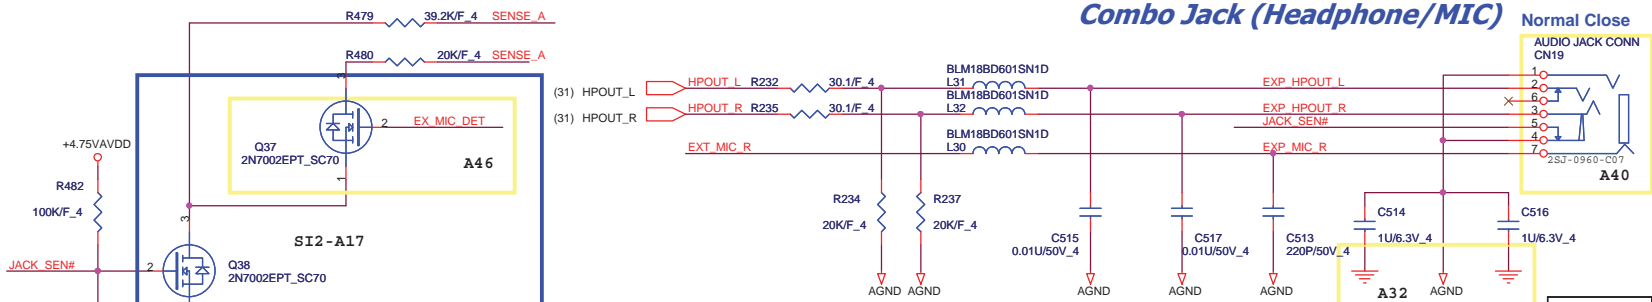 Combo Jack (Headphone/MIC)
Normal Close
R479 39.2K/F_4 SENSE_A
R480 20K/F_4 SENSE_A
3
EX_MIC_DET
2
Q37
2N7002EPT_SC70
A46
1
+4.75VAVDD
R482
100K/F_4
3
SI2-A17
JACK_SEN#
2
Q38
2N7002EPT_SC70
(31) HPOUT_L
HPOUT_L R232 30.1/F_4
BLM18BD601SN1D
L31
EXP_HPOUT_L
(31) HPOUT_R
HPOUT_R R235 30.1/F_4
BLM18BD601SN1D
L32
EXP_HPOUT_R
JACK_SEN#
EXT_MIC_R
BLM18BD601SN1D
L30
EXP_MIC_R
AUDIO JACK CONN
CN19
1
2
6
3
5
4
7
2SJ-0960-C07
A40
R234
20K/F_4
R237
20K/F_4
C515
0.01U/50V_4
C517
0.01U/50V_4
C513
220P/50V_4
C514
1U/6.3V_4
C516
1U/6.3V_4
AGND
AGND
AGND
AGND
AGND
A32
AGND